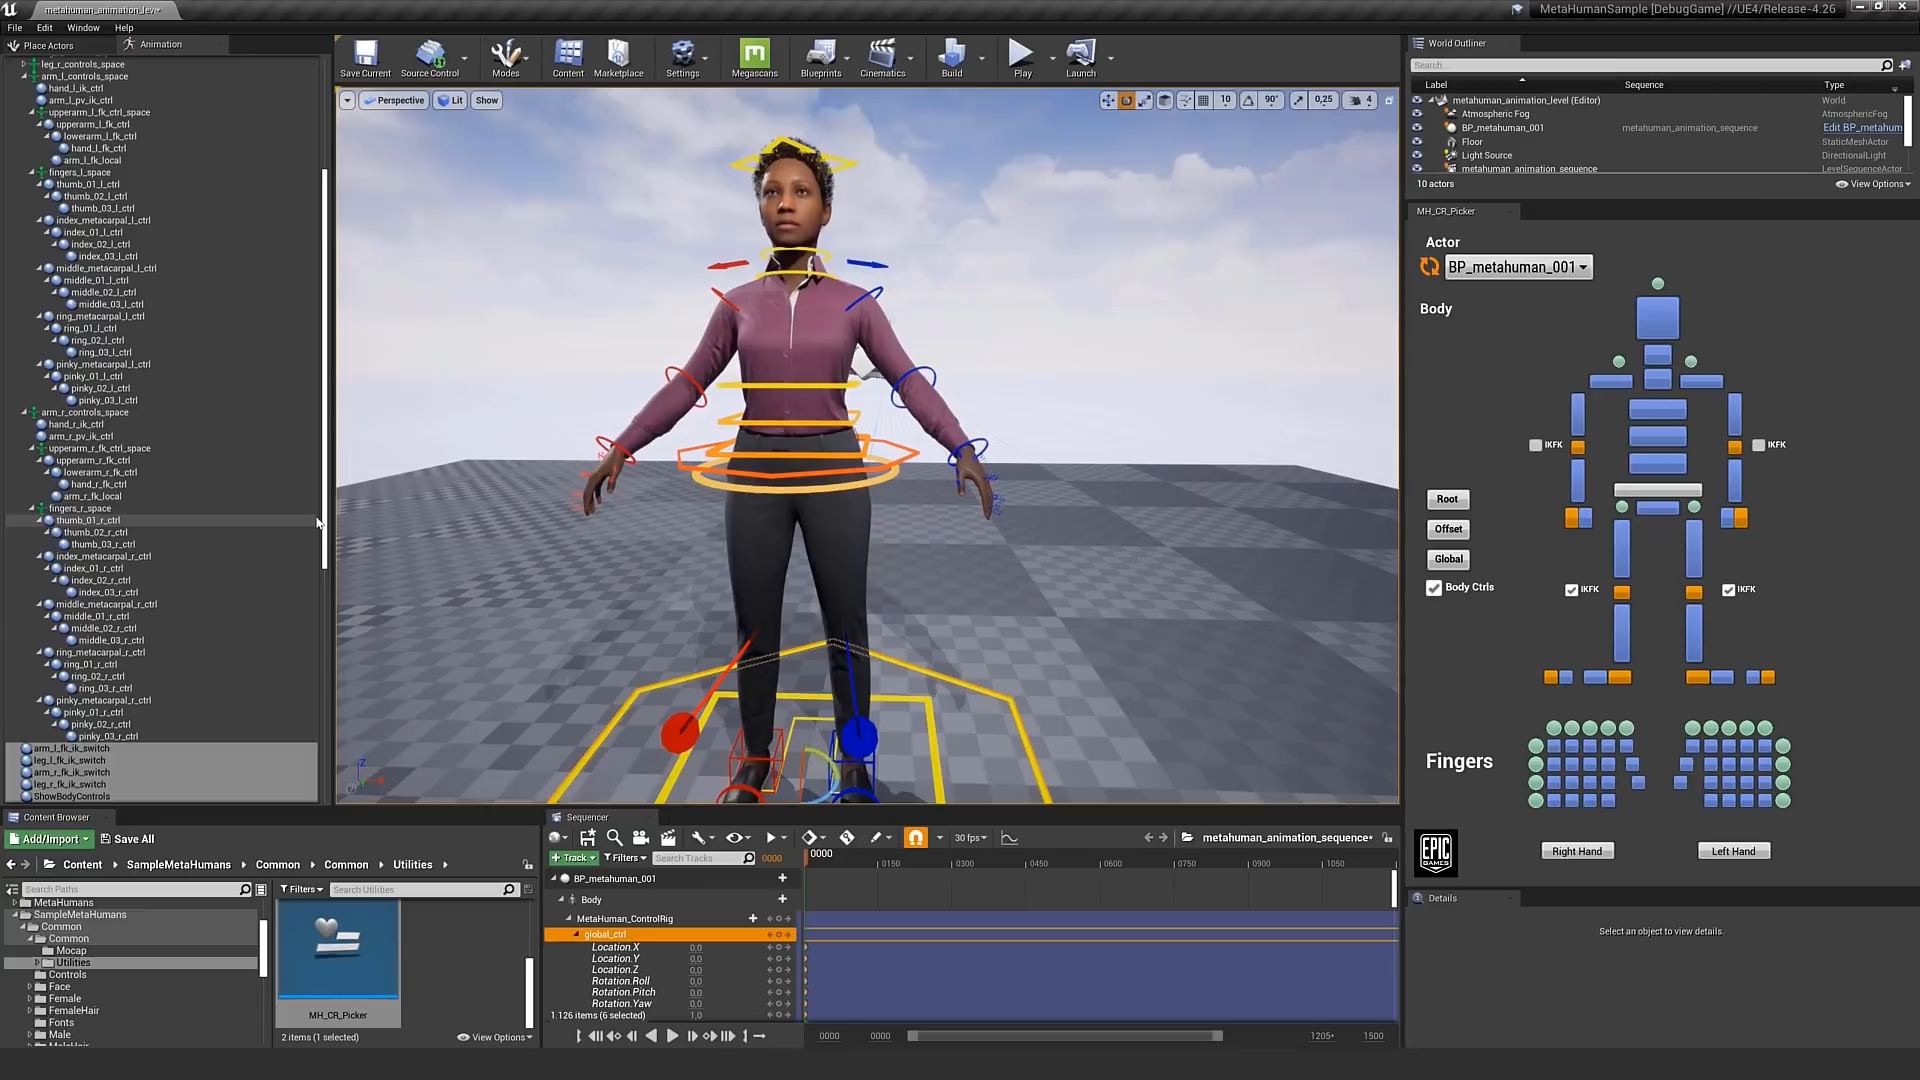 metahuman_animation_leve*
MetaHumanSample [DebugGame] //UE4/Release-4.26
File Edit Window Help
Place Actors
Animation
leg_r_controls_space
arm_l_controls_space
hand_l_ik_ctrl
arm_l_pv_ik_ctrl
upperarm_l_fk_ctrl_space
upperarm_l_fk_ctrl
lowerarm_l_fk_ctrl
hand_l_fk_ctrl
arm_l_fk_local
fingers_l_space
thumb_01_l_ctrl
thumb_02_l_ctrl
thumb_03_l_ctrl
index_metacarpal_l_ctrl
index_01_l_ctrl
index_02_l_ctrl
index_03_l_ctrl
middle_metacarpal_l_ctrl
middle_01_l_ctrl
middle_02_l_ctrl
middle_03_l_ctrl
ring_metacarpal_l_ctrl
ring_01_l_ctrl
ring_02_l_ctrl
ring_03_l_ctrl
pinky_metacarpal_l_ctrl
pinky_01_l_ctrl
pinky_02_l_ctrl
pinky_03_l_ctrl
arm_r_controls_space
hand_r_ik_ctrl
arm_r_pv_ik_ctrl
upperarm_r_fk_ctrl_space
upperarm_r_fk_ctrl
lowerarm_r_fk_ctrl
hand_r_fk_ctrl
arm_r_fk_local
fingers_r_space
thumb_01_r_ctrl
thumb_02_r_ctrl
thumb_03_r_ctrl
index_metacarpal_r_ctrl
index_01_r_ctrl
index_02_r_ctrl
index_03_r_ctrl
middle_metacarpal_r_ctrl
middle_01_r_ctrl
middle_02_r_ctrl
middle_03_r_ctrl
ring_metacarpal_r_ctrl
ring_01_r_ctrl
ring_02_r_ctrl
ring_03_r_ctrl
pinky_metacarpal_r_ctrl
pinky_01_r_ctrl
pinky_02_r_ctrl
pinky_03_r_ctrl
arm_l_fk_ik_switch
leg_l_fk_ik_switch
arm_r_fk_ik_switch
leg_r_fk_ik_switch
ShowBodyControls
Save Current Source Control Modes Content Marketplace Settings Megascans Blueprints Cinematics Build Play Launch
Perspective Lit Show
10 90° 0,25 4
Z
World Outliner
Search...
Label Sequence Type
metahuman_animation_level (Editor) World
Atmospheric Fog AtmosphericFog
BP_metahuman_001 metahuman_animation_sequence Edit BP_metahum
Floor StaticMeshActor
Light Source DirectionalLight
metahuman_animation_sequence LevelSequenceActor
10 actors View Options
MH_CR_Picker
Actor
BP_metahuman_001
Body
IKFK IKFK
Root
Offset
Global
Body Ctrls
IKFK IKFK
Fingers
EPIC GAMES
Right Hand Left Hand
Details
Select an object to view details.
Content Browser
Add/Import Save All
Content SampleMetaHumans Common Common Utilities
Search Paths
MetaHumans
SampleMetaHumans
Common
Common
Mocap
Utilities
Controls
Face
Female
FemaleHair
Fonts
Male
MaleHair
Filters Search Utilities
MH_CR_Picker
2 items (1 selected) View Options
Sequencer
30 fps
metahuman_animation_sequence*
Track Filters Search Tracks 0000
0000
0150 0300 0450 0600 0750 0900 1050
BP_metahuman_001
Body
MetaHuman_ControlRig
global_ctrl
Location.X 0,0
Location.Y 0,0
Location.Z 0,0
Rotation.Roll 0,0
Rotation.Pitch 0,0
Rotation.Yaw 0,0
1.126 items (6 selected) 1,0
0000 0000 1205* 1500